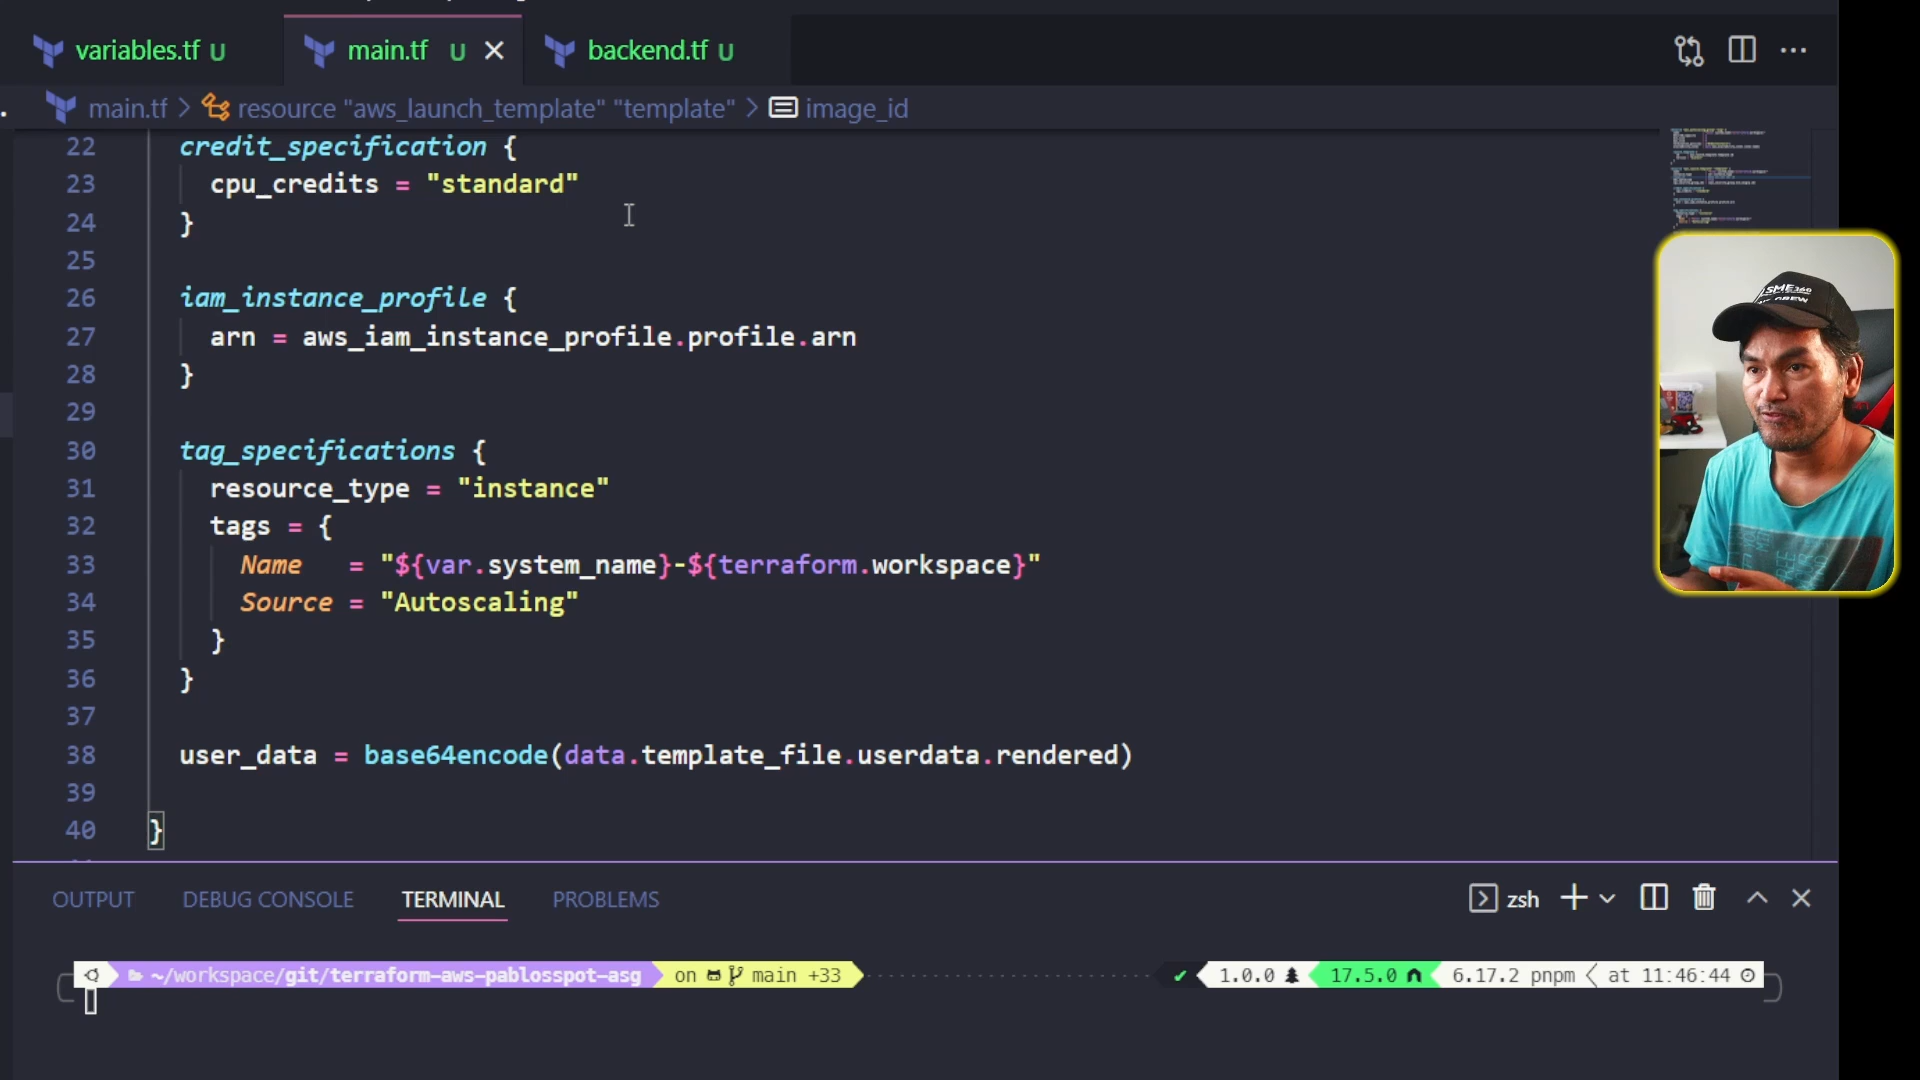 variables.tf U
main.tf U
backend.tf U
main.tf > resource "aws_launch_template" "template" > image_id
22 credit_specification {
23 cpu_credits = "standard"
24 }
25
26 iam_instance_profile {
27 arn = aws_iam_instance_profile.profile.arn
28 }
29
30 tag_specifications {
31 resource_type = "instance"
32 tags = {
33 Name = "${var.system_name}-${terraform.workspace}"
34 Source = "Autoscaling"
35 }
36 }
37
38 user_data = base64encode(data.template_file.userdata.rendered)
39
40 }
SME360
CREW
OUTPUT DEBUG CONSOLE TERMINAL PROBLEMS zsh
~/workspace/git/terraform-aws-pablosspot-asg on main +33 1.0.0 17.5.0 6.17.2 pnpm at 11:46:44